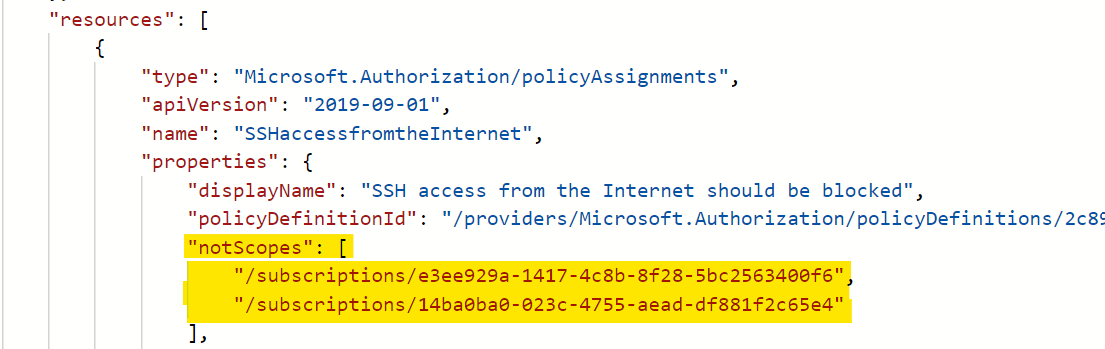 "resources": [
{
"type": "Microsoft.Authorization/policyAssignments",
"apiVersion": "2019-09-01",
"name": "SSHaccessfromtheInternet",
"properties": {
"displayName": "SSH access from the Internet should be blocked",
"policyDefinitionId": "/providers/Microsoft.Authorization/policyDefinitions/2c89
"notScopes": [
"/subscriptions/e3ee929a-1417-4c8b-8f28-5bc2563400f6",
"/subscriptions/14ba0ba0-023c-4755-aead-df881f2c65e4"
],